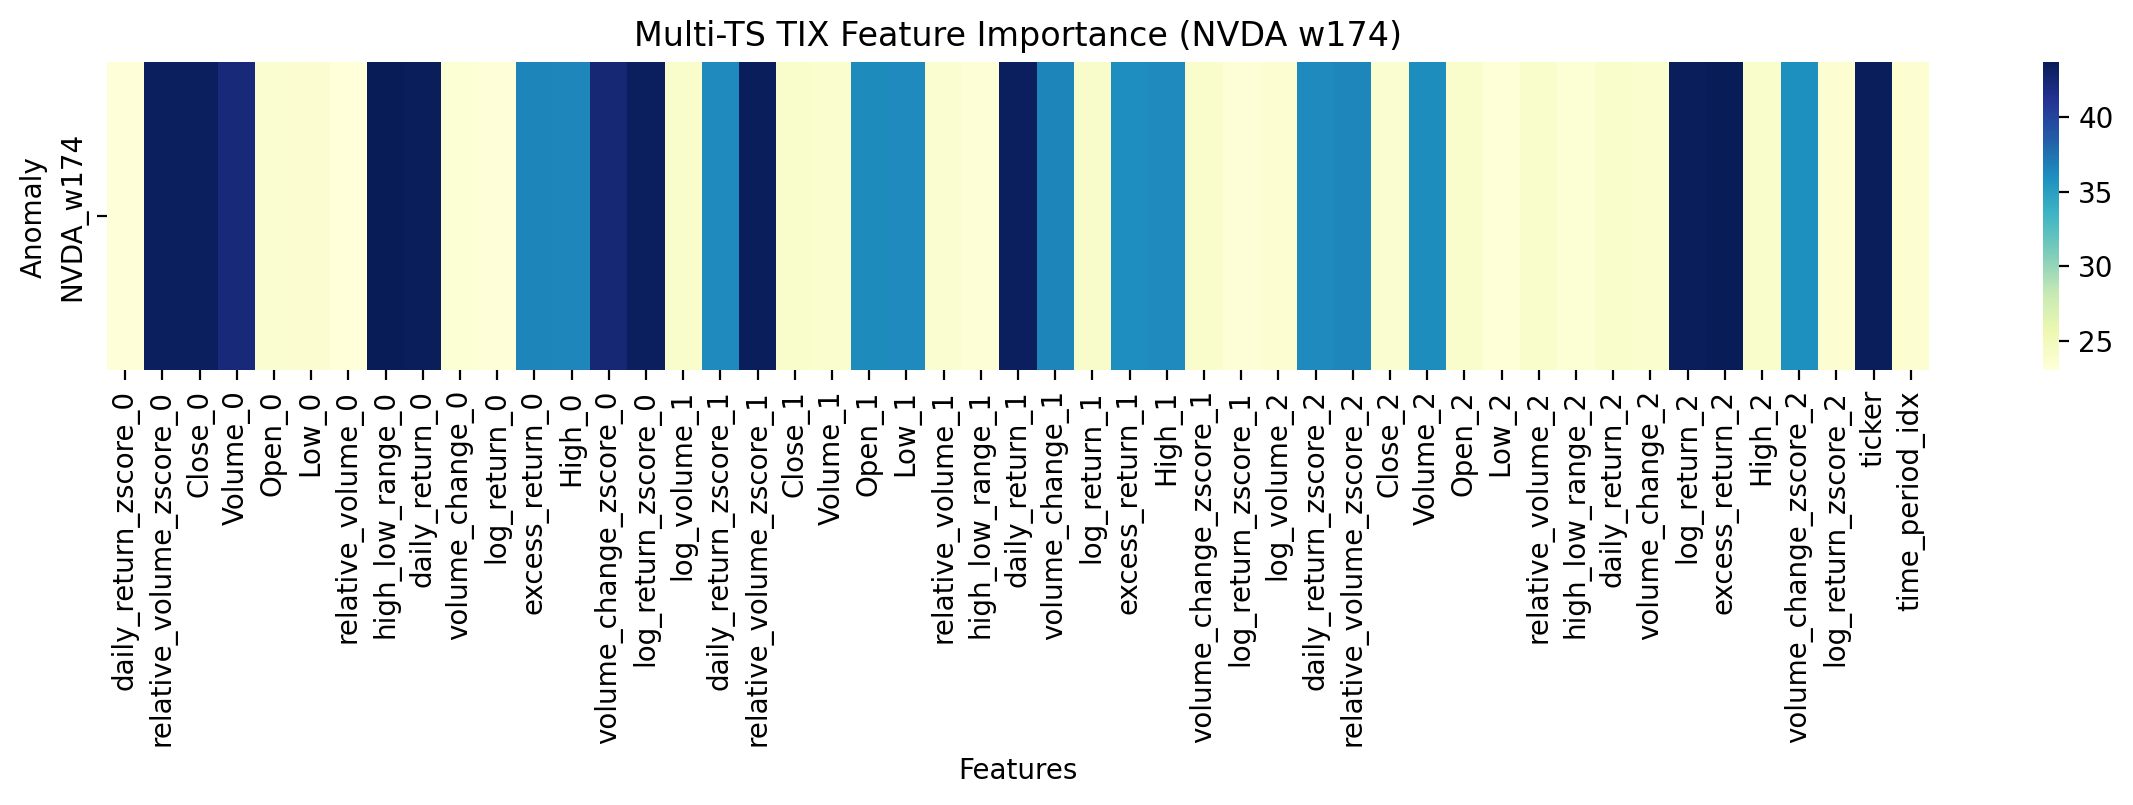 Multi-TS TIX Feature Importance (NVDA w174)
Anomaly
NVDA_w174
40
35
30
25
daily_return_zscore_0
relative_volume_zscore_0
Close_0
Volume_0
Open_0
Low_0
relative_volume_0
high_low_range_0
daily_return_0
volume_change_0
log_return_0
excess_return_0
High_0
volume_change_zscore_0
log_return_zscore_0
log_volume_1
daily_return_zscore_1
relative_volume_zscore_1
Close_1
Volume_1
Open_1
Low_1
relative_volume_1
high_low_range_1
daily_return_1
volume_change_1
log_return_1
excess_return_1
High_1
volume_change_zscore_1
log_return_zscore_1
log_volume_2
daily_return_zscore_2
relative_volume_zscore_2
Close_2
Volume_2
Open_2
Low_2
relative_volume_2
high_low_range_2
daily_return_2
volume_change_2
log_return_2
excess_return_2
High_2
volume_change_zscore_2
log_return_zscore_2
ticker
time_period_idx
Features